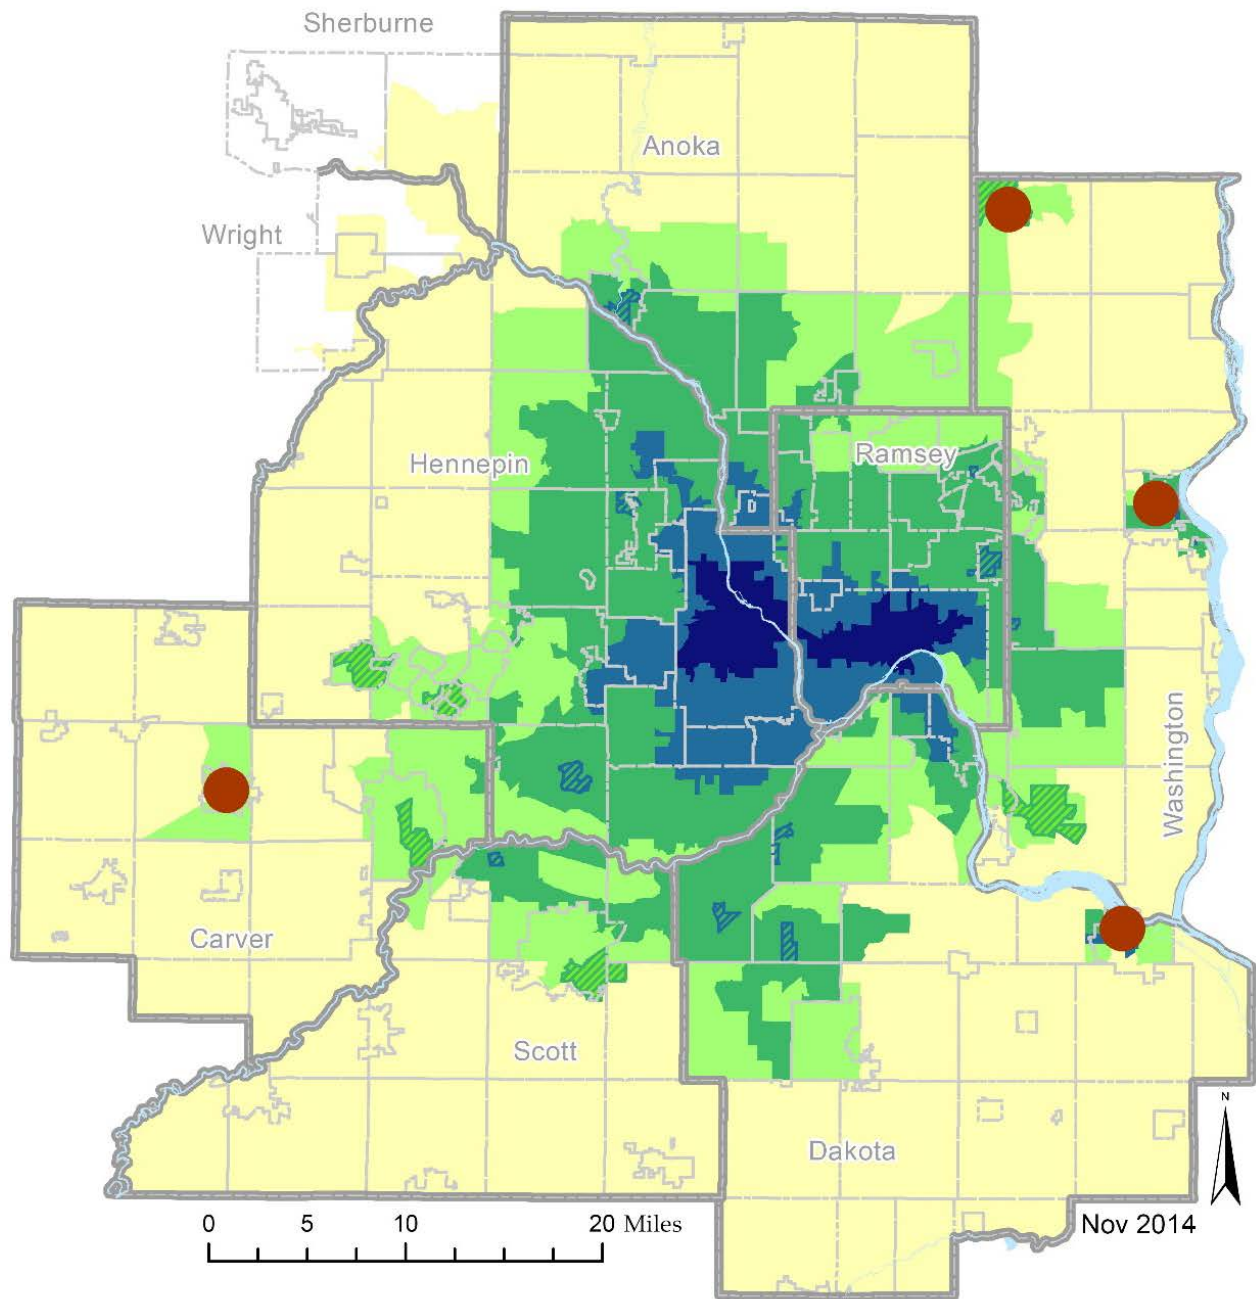 Sherburne
Anoka
Wright
Ramsey
Hennepin
Washington
Carver
Scott
N
Dakota
0 5 10 20 Miles
Nov 2014